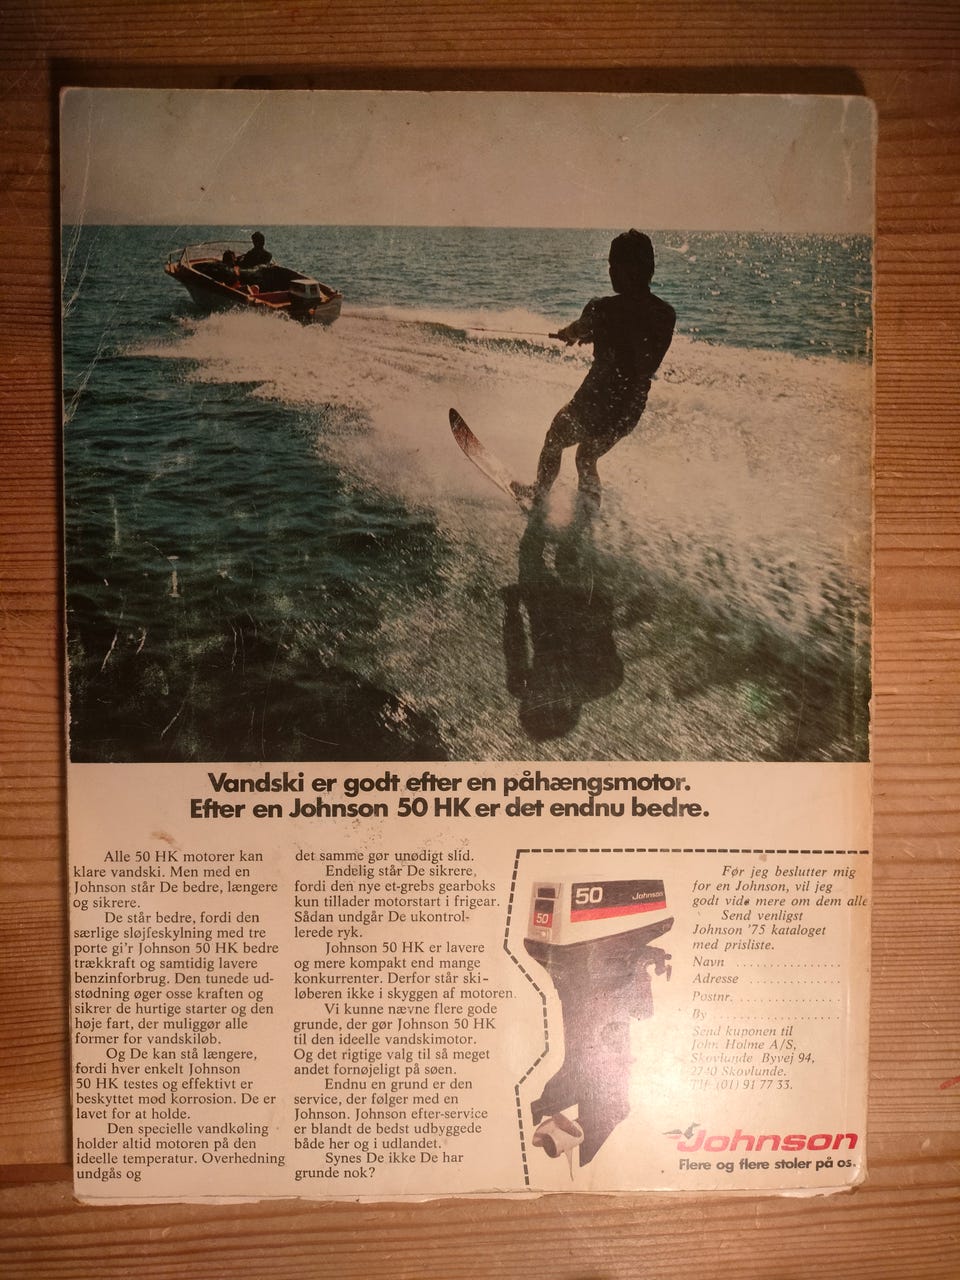 Vandski er godt efter en påhængsmotor.
Efter en Johnson 50 HK er det endnu bedre.
Alle 50 HK motorer kan
klare vandski. Men med en
Johnson står De bedre, længere
og sikrere.
De står bedre, fordi den
særlige sløjfeskylning med tre
porte gi'r Johnson 50 HK bedre
trækkraft og samtidig lavere
benzinforbrug. Den tunede ud-
stødning øger osse kraften og
sikrer de hurtige starter og den
høje fart, der muliggør alle
former for vandskiløb.
Og De kan stå længere,
fordi hver enkelt Johnson
50 HK testes og effektivt er
beskyttet mod korrosion. De er
lavet for at holde.
Den specielle vandkøling
holder altid motoren på den
ideelle temperatur. Overhedning
undgås og
det samme gør unødigt slid.
Endelig står De sikrere,
fordi den nye et-grebs gearboks
kun tillader motorstart i frigear.
Sådan undgår De ukontrol-
lerede ryk.
Johnson 50 HK er lavere
og mere kompakt end mange
konkurrenter. Derfor står ski-
løberen ikke i skyggen af motoren.
Vi kunne nævne flere gode
grunde, der gør Johnson 50 HK
til den ideelle vandskimotor.
Og det rigtige valg til så meget
andet fornøjeligt på søen.
Endnu en grund er den
service, der følger med en
Johnson. Johnson efter-service
er blandt de bedst udbyggede
både her og i udlandet.
Synes De ikke De har
grunde nok?
50 Johnson
50
Før jeg beslutter mig
for en Johnson, vil jeg
godt vide mere om dem alle
Send venligst
Johnson '75 kataloget
med prisliste.
Navn ..................
Adresse ..............
Postnr. ................
By .....................
Send kuponen til
John Holme A/S,
Skovlunde Byvej 94,
2740 Skovlunde.
Tlf. (01) 91 77 33.
Johnson
Flere og flere stoler på os.